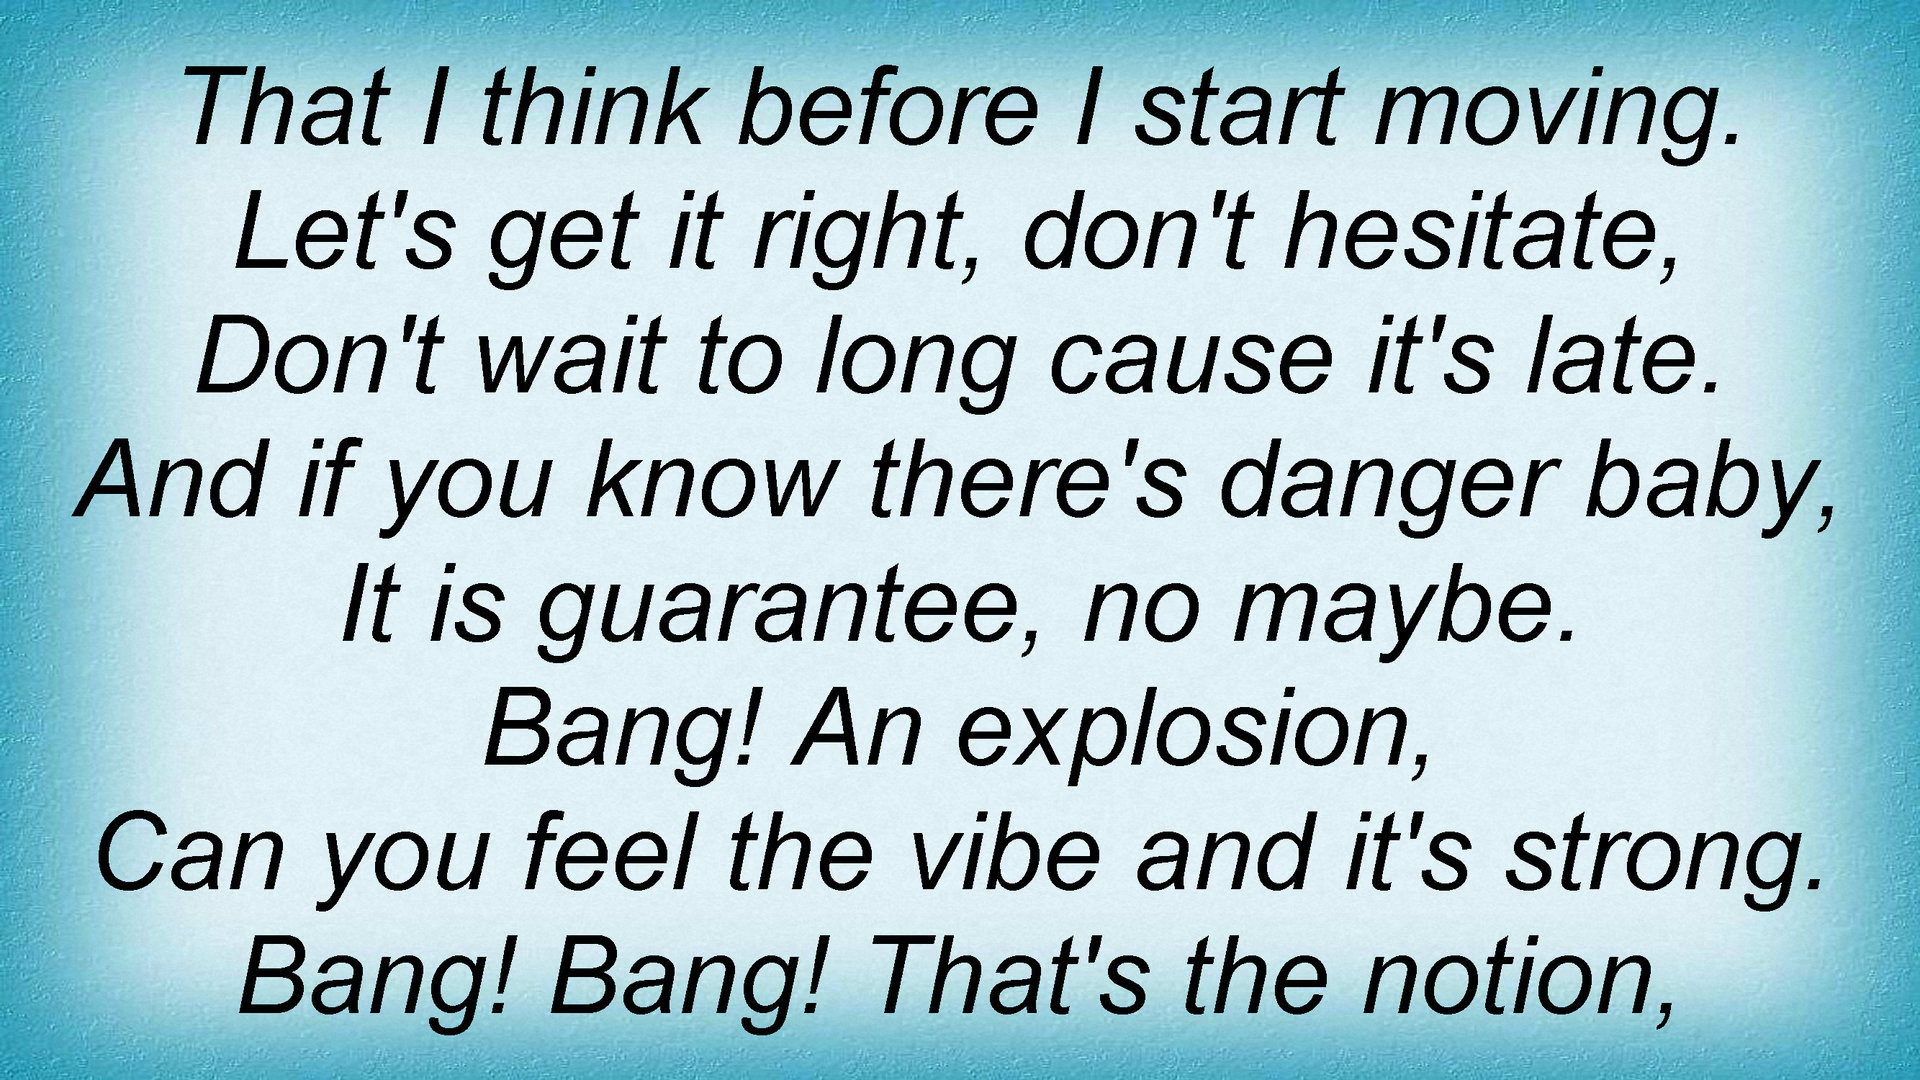 That I think before I start moving.
Let's get it right, don't hesitate,
Don't wait to long cause it's late.
And if you know there's danger baby,
It is guarantee, no maybe.
Bang! An explosion,
Can you feel the vibe and it's strong.
Bang! Bang! That's the notion,